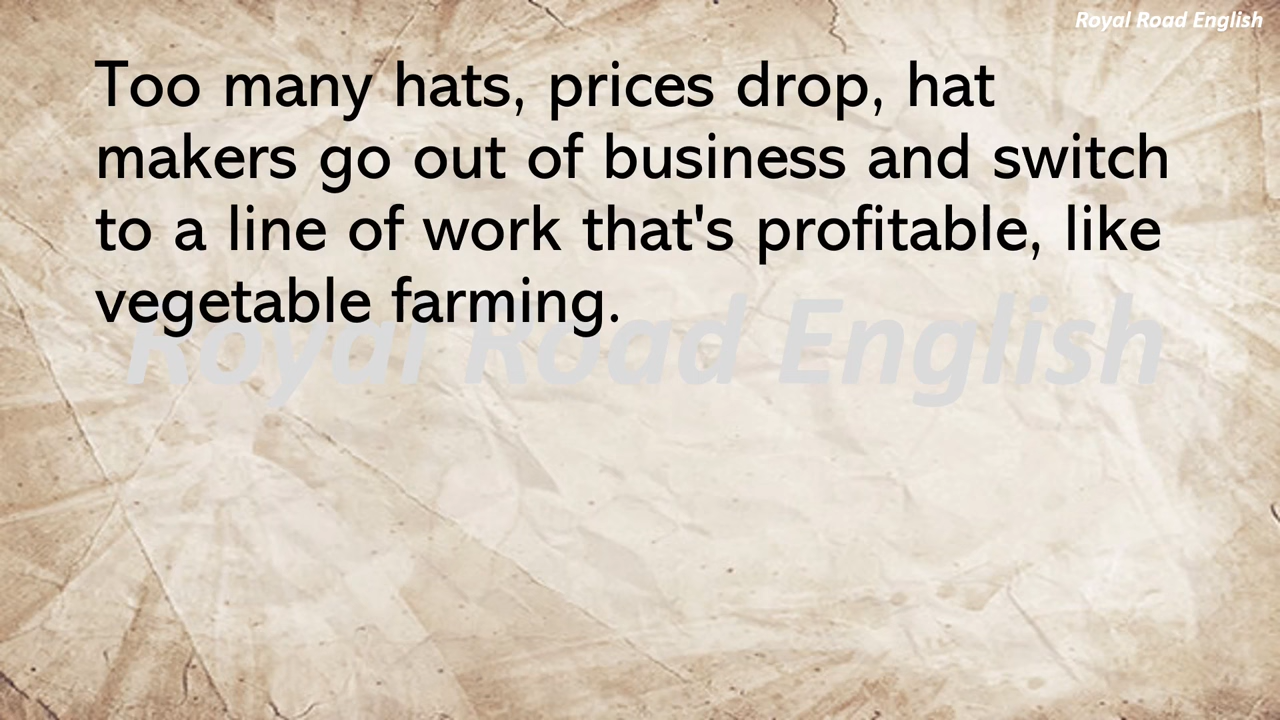 Royal Road English
Too many hats, prices drop, hat
makers go out of business and switch
to a line of work that's profitable, like
vegetable farming.
Royal Road English